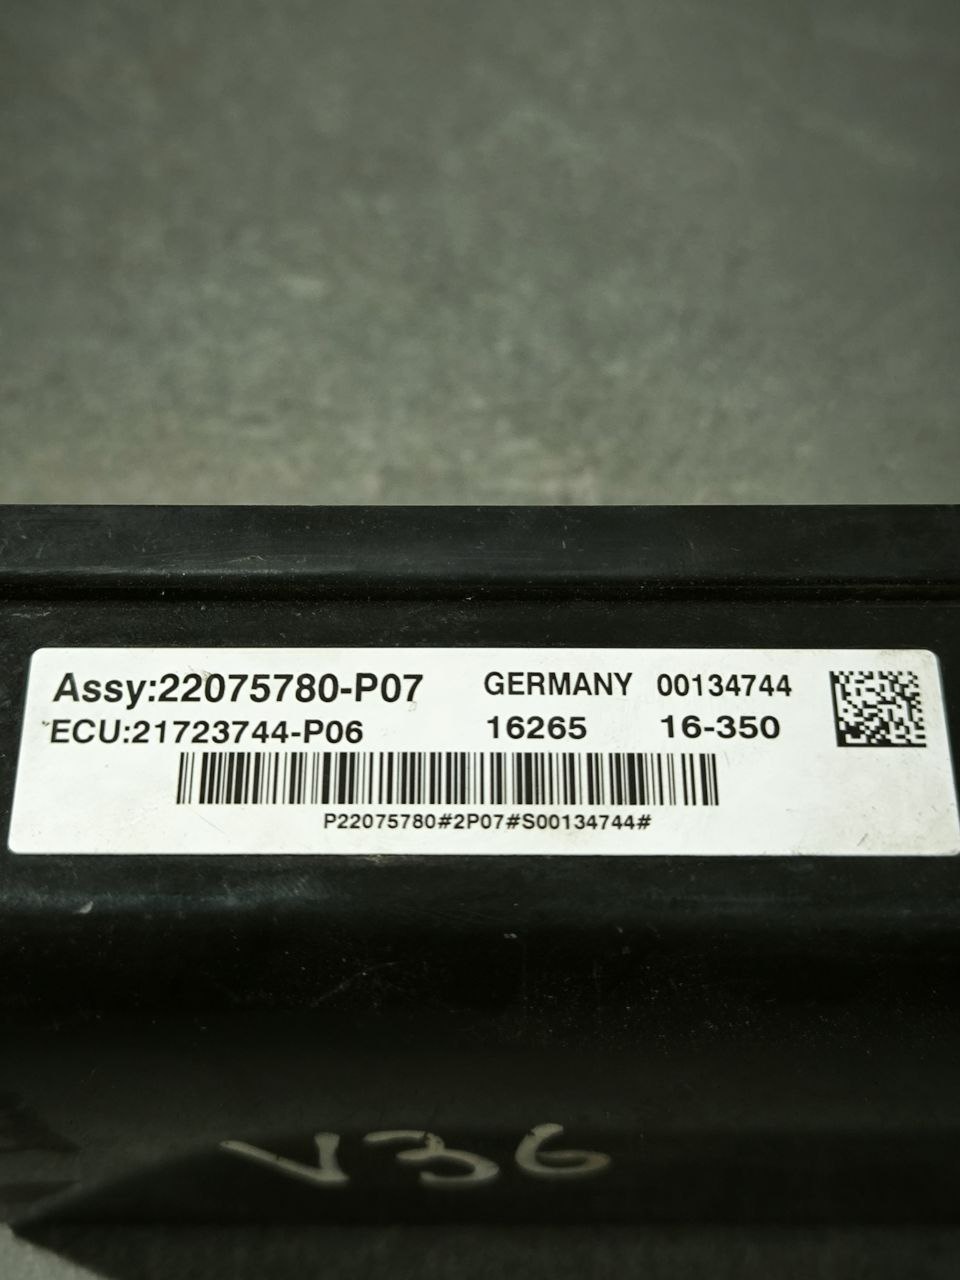 Assy:22075780-P07 GERMANY 00134744
ECU:21723744-P06 16265 16-350
P22075780#2P07#S00134744#
V36